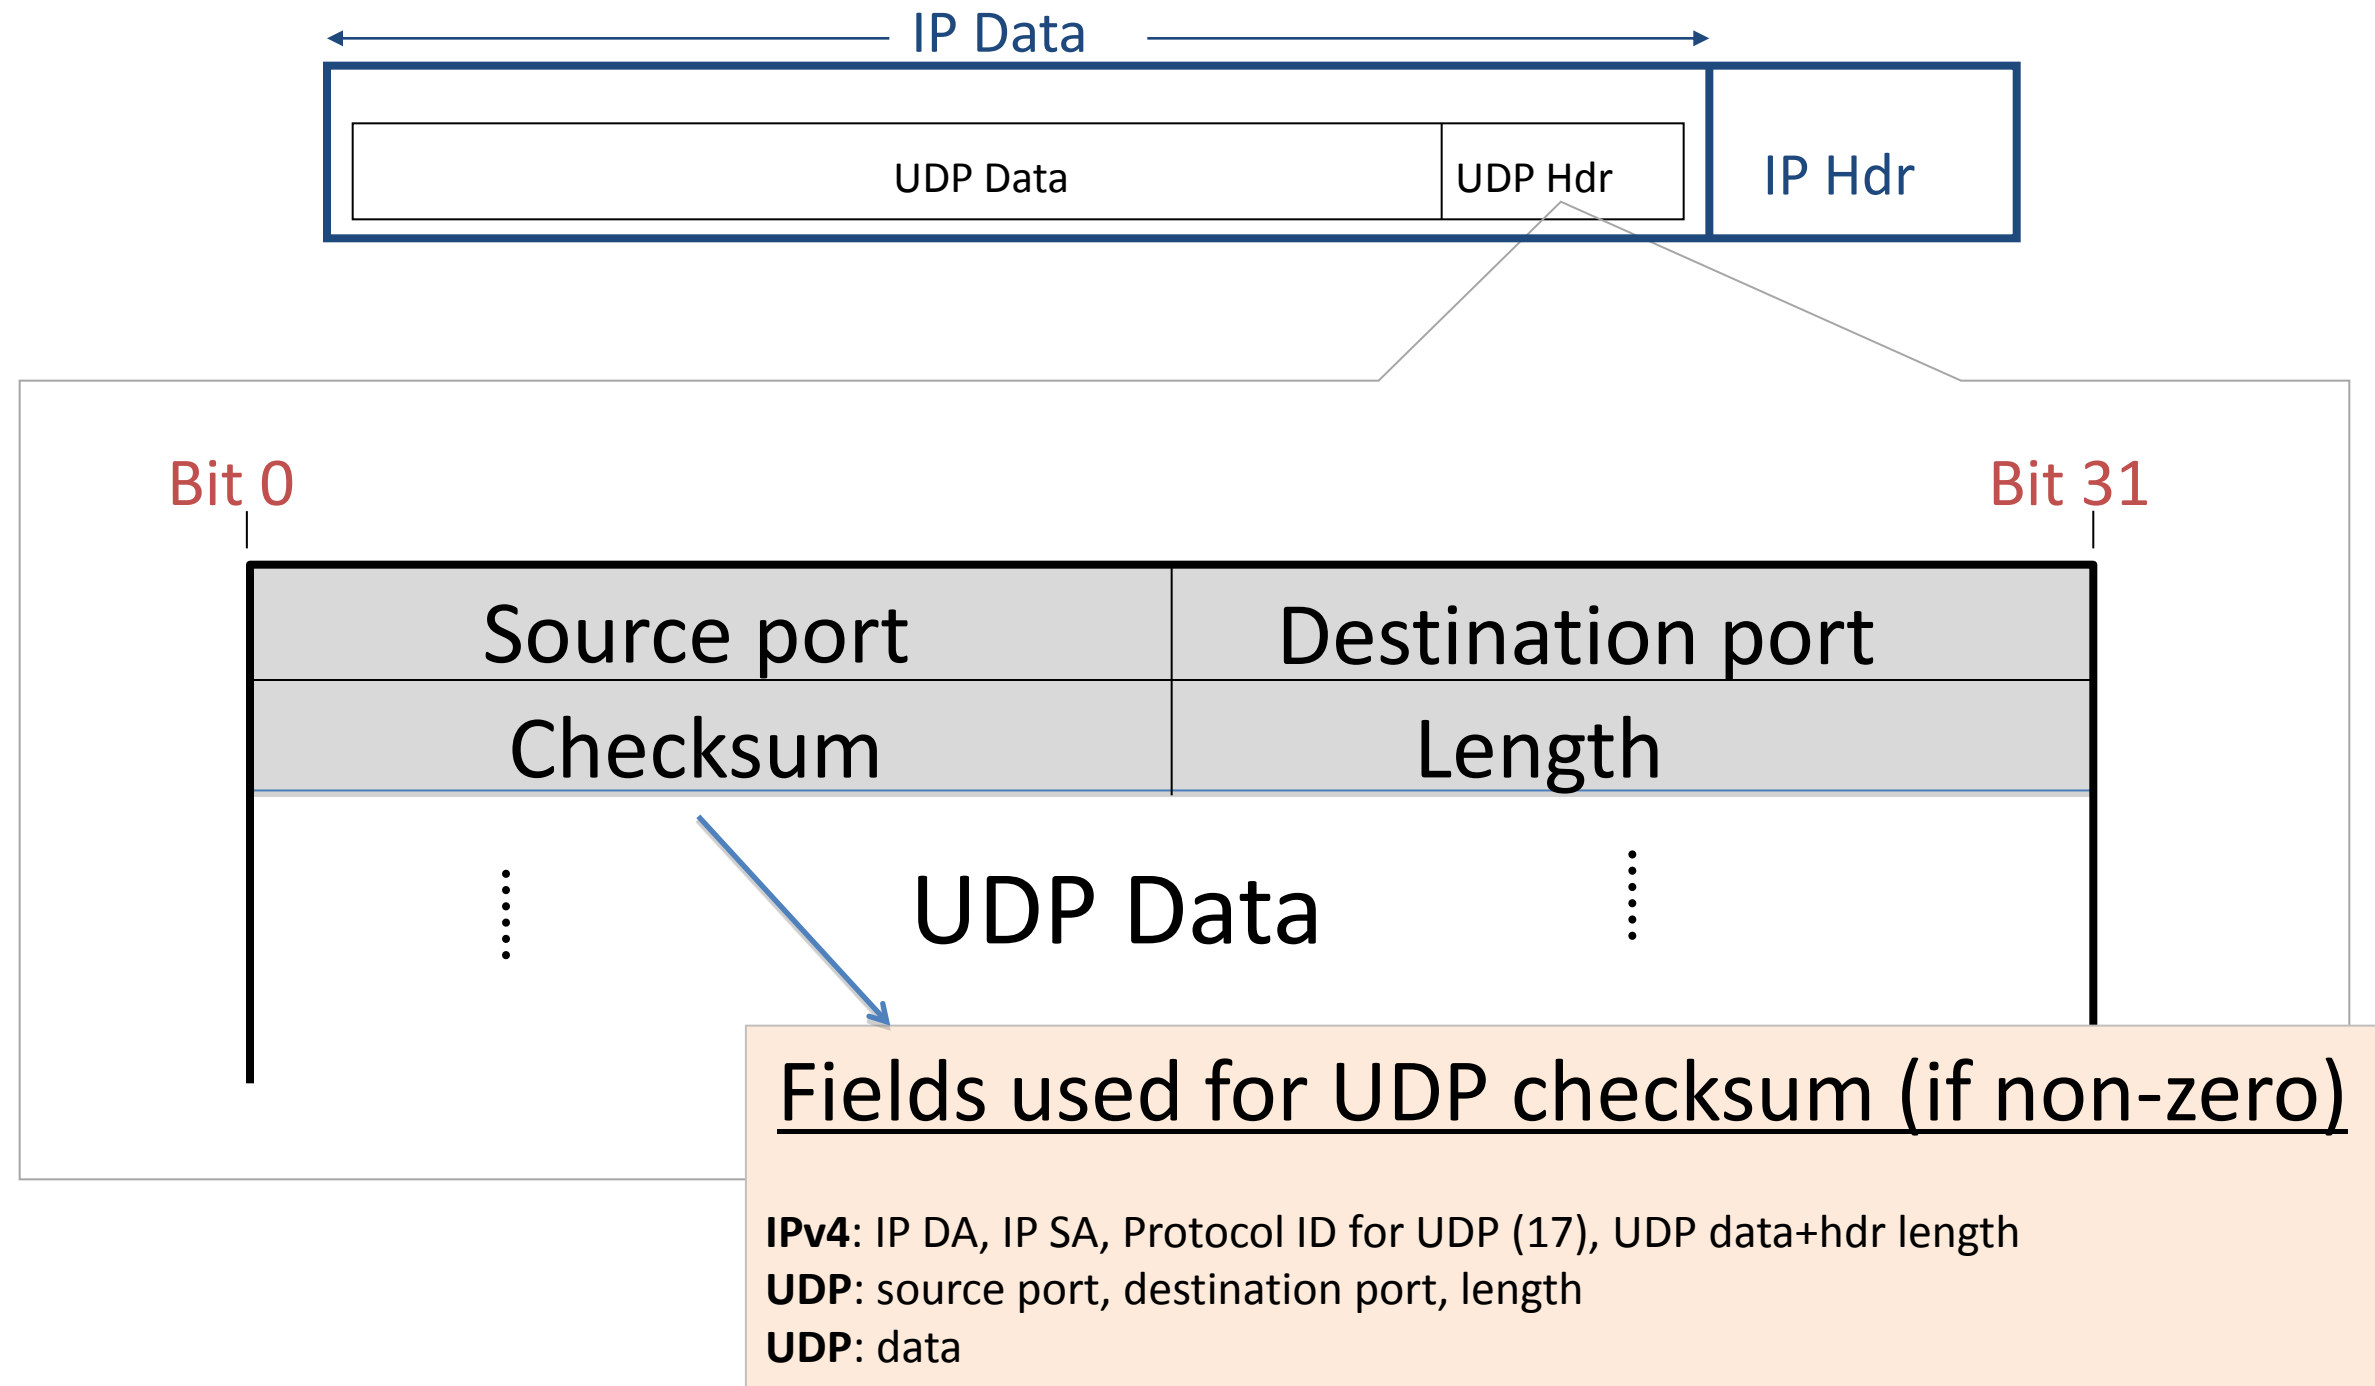 IP Data
UDP Data
UDP Hdr
IP Hdr
Bit 0
Bit 31
Source port
Destination port
Checksum
Length
UDP Data
Fields used for UDP checksum (if non-zero)
IPv4: IP DA, IP SA, Protocol ID for UDP (17), UDP data+hdr length
UDP: source port, destination port, length
UDP: data